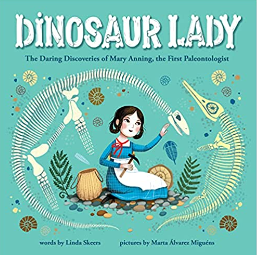 DINOSAUR LADY
The Daring Discoveries of Mary Anning, the First Paleontologist
words by Linda Skeers pictures by Marta Álvarez Miguéns